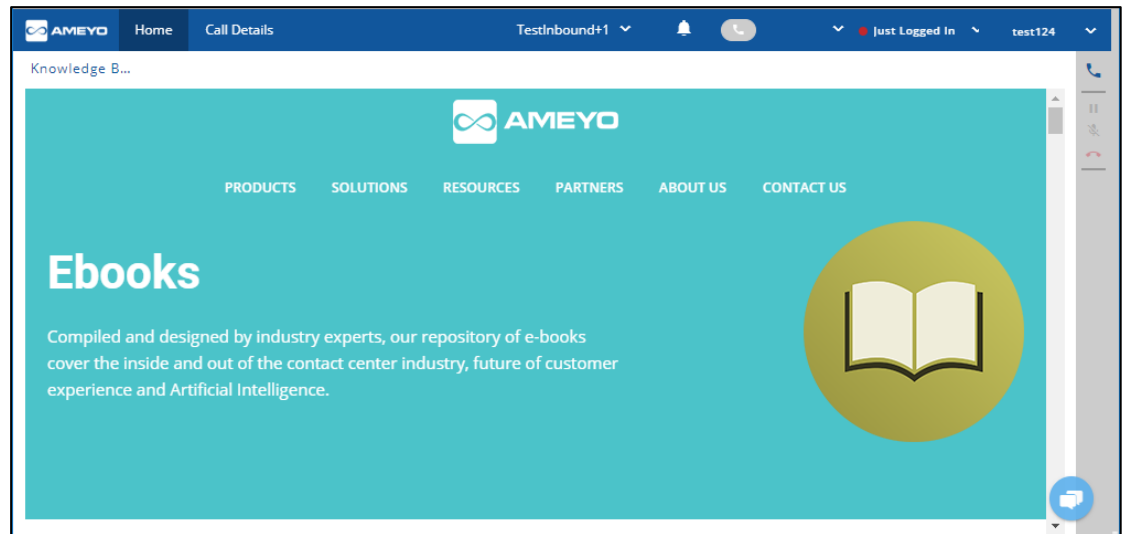 AMEYO Home Call Details TestInbound+1 Just Logged In test124
Knowledge B...
AMEYO
PRODUCTS SOLUTIONS RESOURCES PARTNERS ABOUT US CONTACT US
Ebooks
Compiled and designed by industry experts, our repository of e-books
cover the inside and out of the contact center industry, future of customer
experience and Artificial Intelligence.